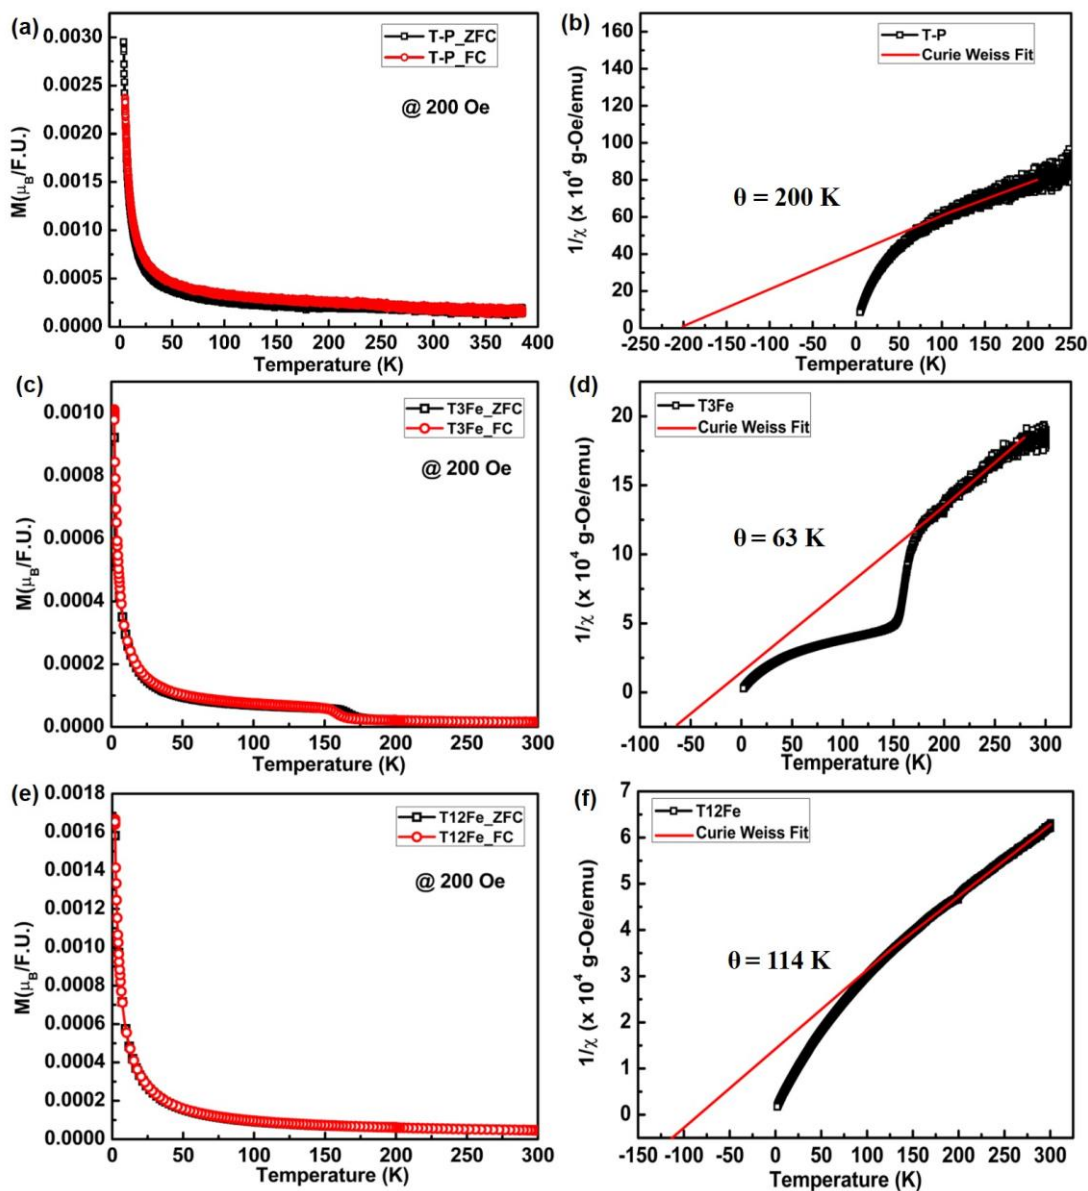 (a)
0.0030
0.0025
0.0020
0.0015
0.0010
0.0005
0.0000
M(μB/F.U.)
T-P_ZFC
T-P_FC
@ 200 Oe
0 50 100 150 200 250 300 350 400
Temperature (K)
(b)
160
140
120
100
80
60
40
20
0
1/χ (x 10⁴ g-Oe/emu)
T-P
Curie Weiss Fit
θ = 200 K
-250 -200 -150 -100 -50 0 50 100 150 200 250
Temperature (K)
(c)
0.0010
0.0008
0.0006
0.0004
0.0002
0.0000
M(μB/F.U.)
T3Fe_ZFC
T3Fe_FC
@ 200 Oe
0 50 100 150 200 250 300
Temperature (K)
(d)
20
15
10
5
0
1/χ (x 10⁴ g-Oe/emu)
T3Fe
Curie Weiss Fit
θ = 63 K
-100 -50 0 50 100 150 200 250 300
Temperature (K)
(e)
0.0018
0.0016
0.0014
0.0012
0.0010
0.0008
0.0006
0.0004
0.0002
0.0000
M(μB/F.U.)
T12Fe_ZFC
T12Fe_FC
@ 200 Oe
0 50 100 150 200 250 300
Temperature (K)
(f)
7
6
5
4
3
2
1
0
1/χ (x 10⁴ g-Oe/emu)
T12Fe
Curie Weiss Fit
θ = 114 K
-150 -100 -50 0 50 100 150 200 250 300
Temperature (K)